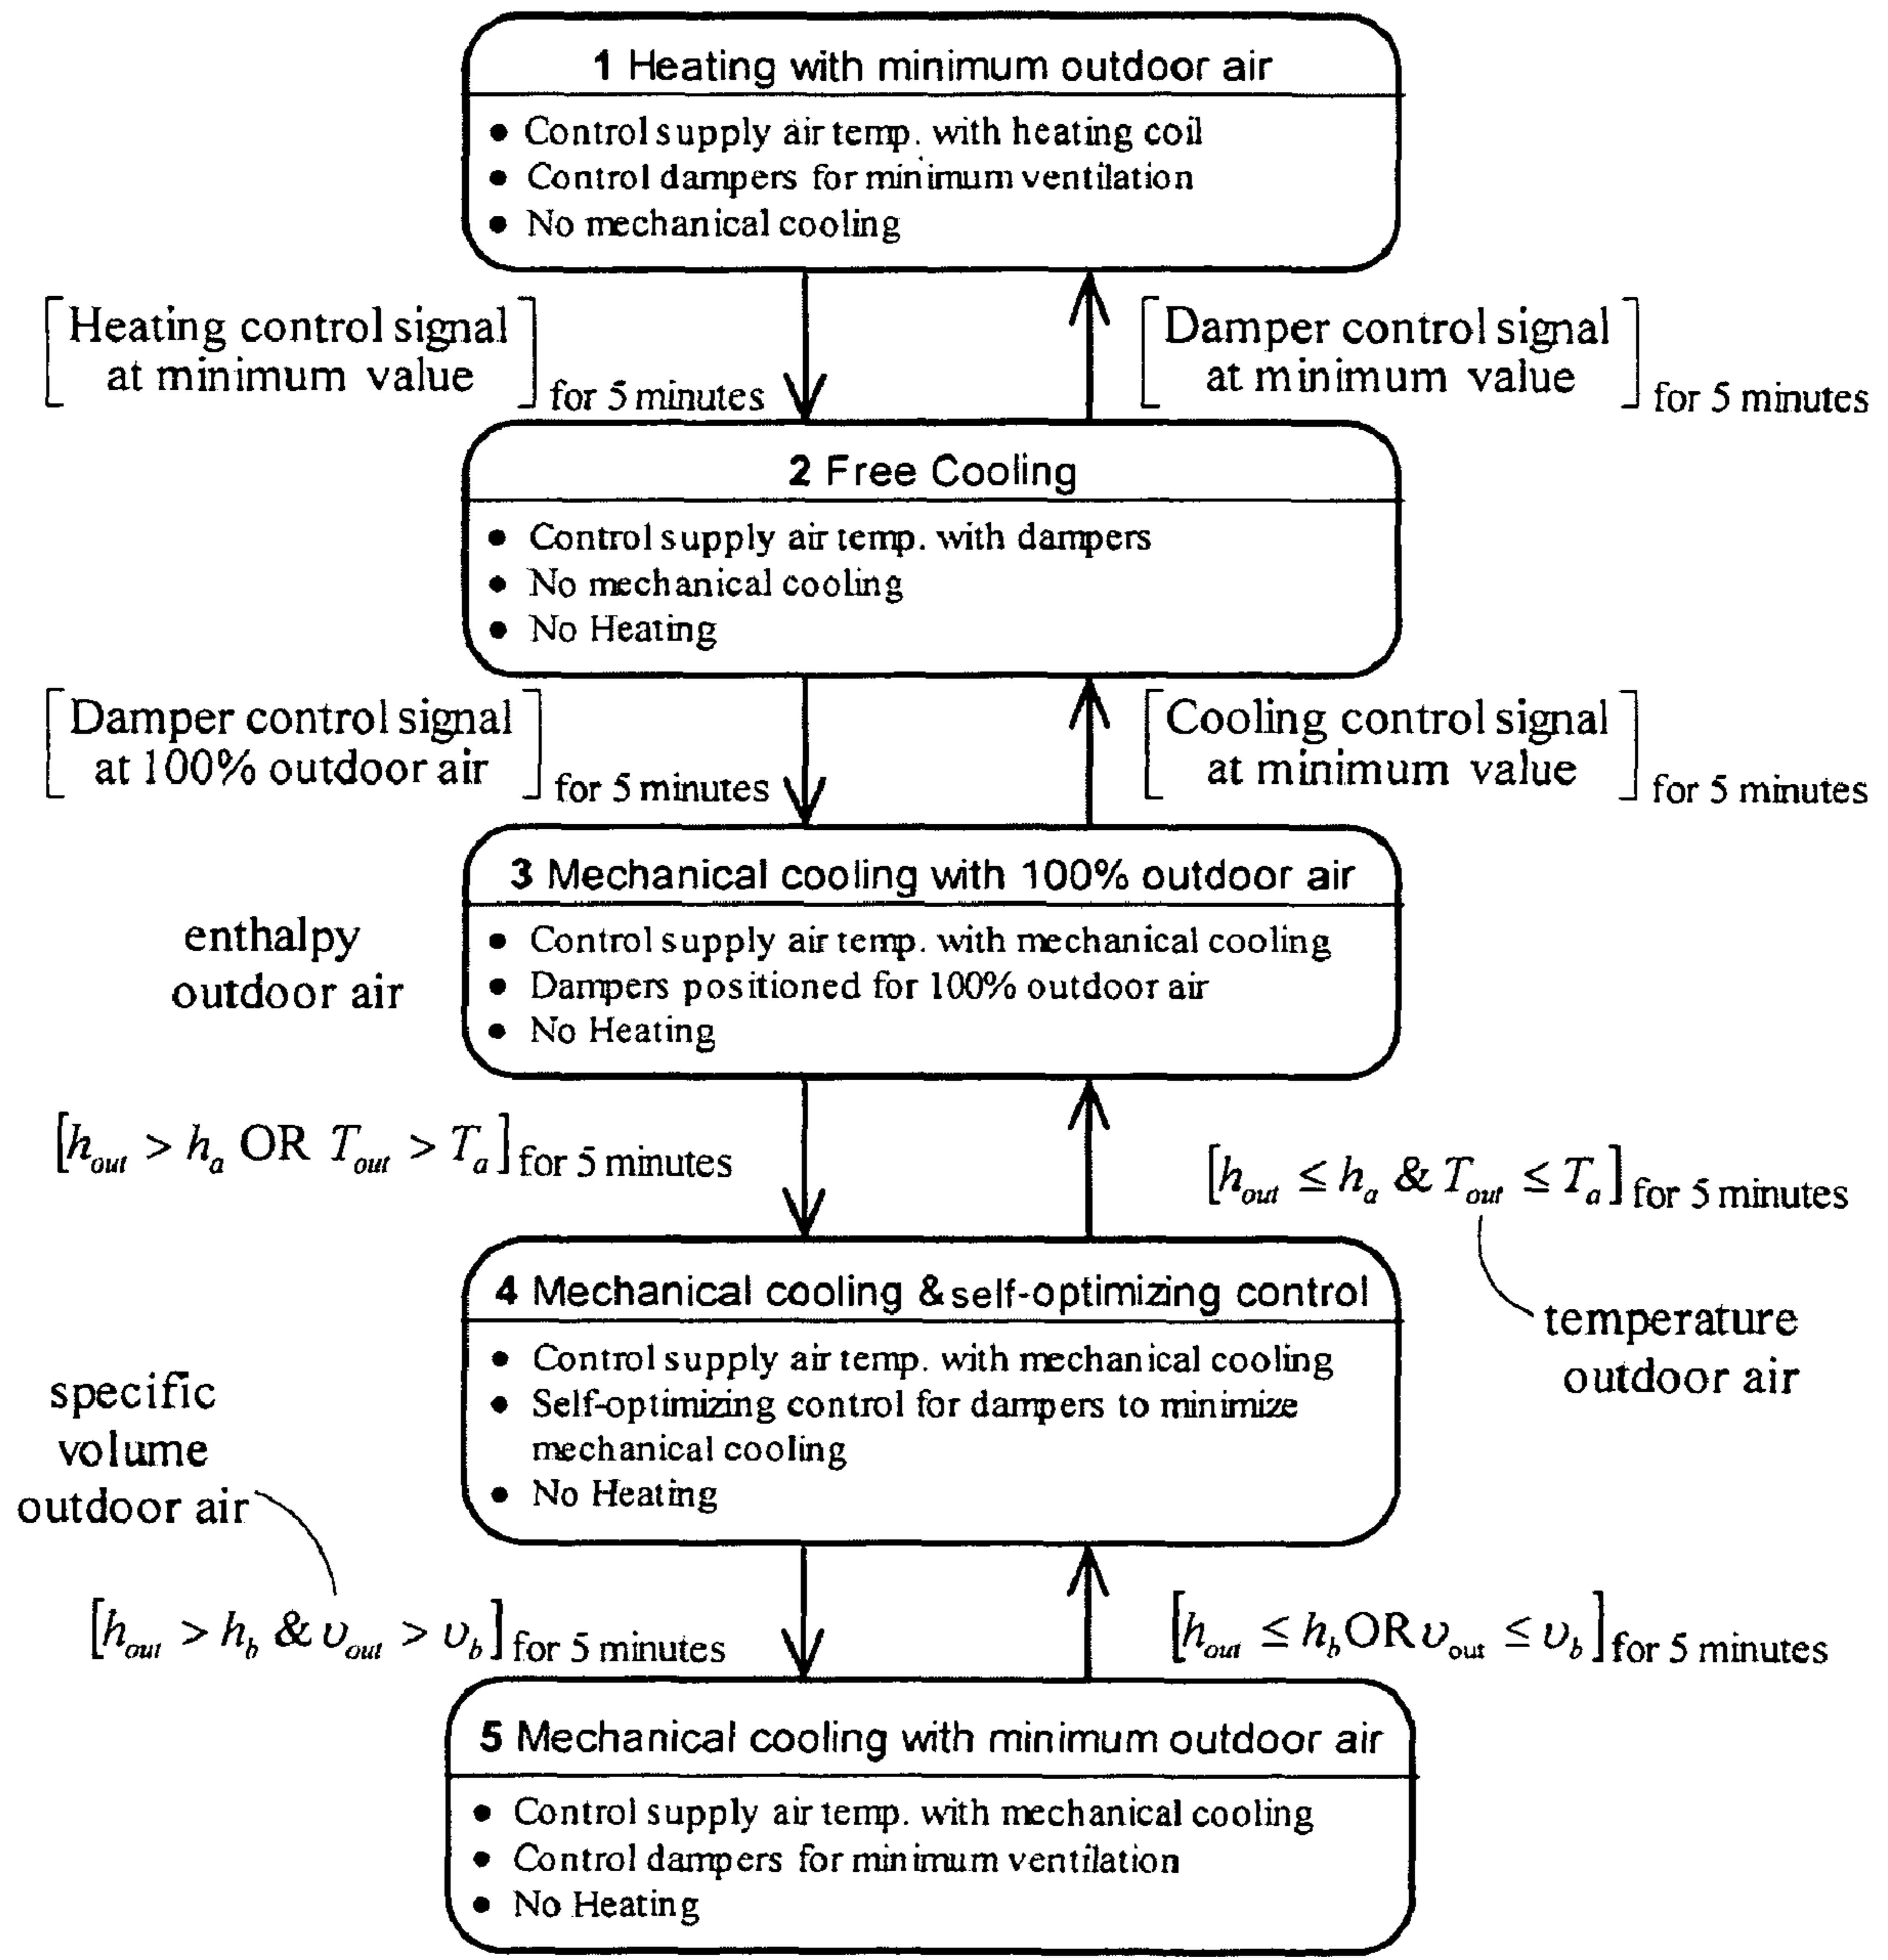 1 Heating with minimum outdoor air
• Control supply air temp. with heating coil
• Control dampers for minimum ventilation
• No mechanical cooling
[Heating control signal
at minimum value] for 5 minutes
[Damper control signal
at minimum value] for 5 minutes
2 Free Cooling
• Control supply air temp. with dampers
• No mechanical cooling
• No Heating
[Damper control signal
at 100% outdoor air] for 5 minutes
[Cooling control signal
at minimum value] for 5 minutes
3 Mechanical cooling with 100% outdoor air
• Control supply air temp. with mechanical cooling
• Dampers positioned for 100% outdoor air
• No Heating
enthalpy
outdoor air
[h_out > h_a OR T_out > T_a] for 5 minutes
[h_out ≤ h_a & T_out ≤ T_a] for 5 minutes
temperature
outdoor air
4 Mechanical cooling & self-optimizing control
• Control supply air temp. with mechanical cooling
• Self-optimizing control for dampers to minimize
mechanical cooling
• No Heating
specific
volume
outdoor air
[h_out > h_b & υ_out > υ_b] for 5 minutes
[h_out ≤ h_b OR υ_out ≤ υ_b] for 5 minutes
5 Mechanical cooling with minimum outdoor air
• Control supply air temp. with mechanical cooling
• Control dampers for minimum ventilation
• No Heating